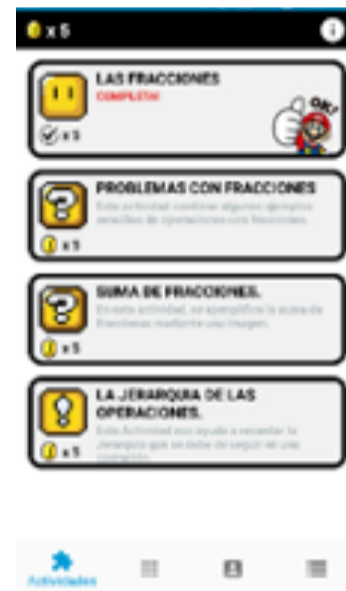 x 5
LAS FRACCIONES
COMPLETA!
OK!
x 5
PROBLEMAS CON FRACCIONES
Esta actividad contiene algunos ejemplos
sencillos de operaciones con fracciones.
x 5
SUMA DE FRACCIONES.
En esta actividad, se ejemplifica la suma de
fracciones mediante una imagen.
x 5
LA JERARQUIA DE LAS
OPERACIONES.
Esta Actividad nos ayuda a recordar la
Jerarquia que se debe de seguir en una
operación.
x 5
Actividades